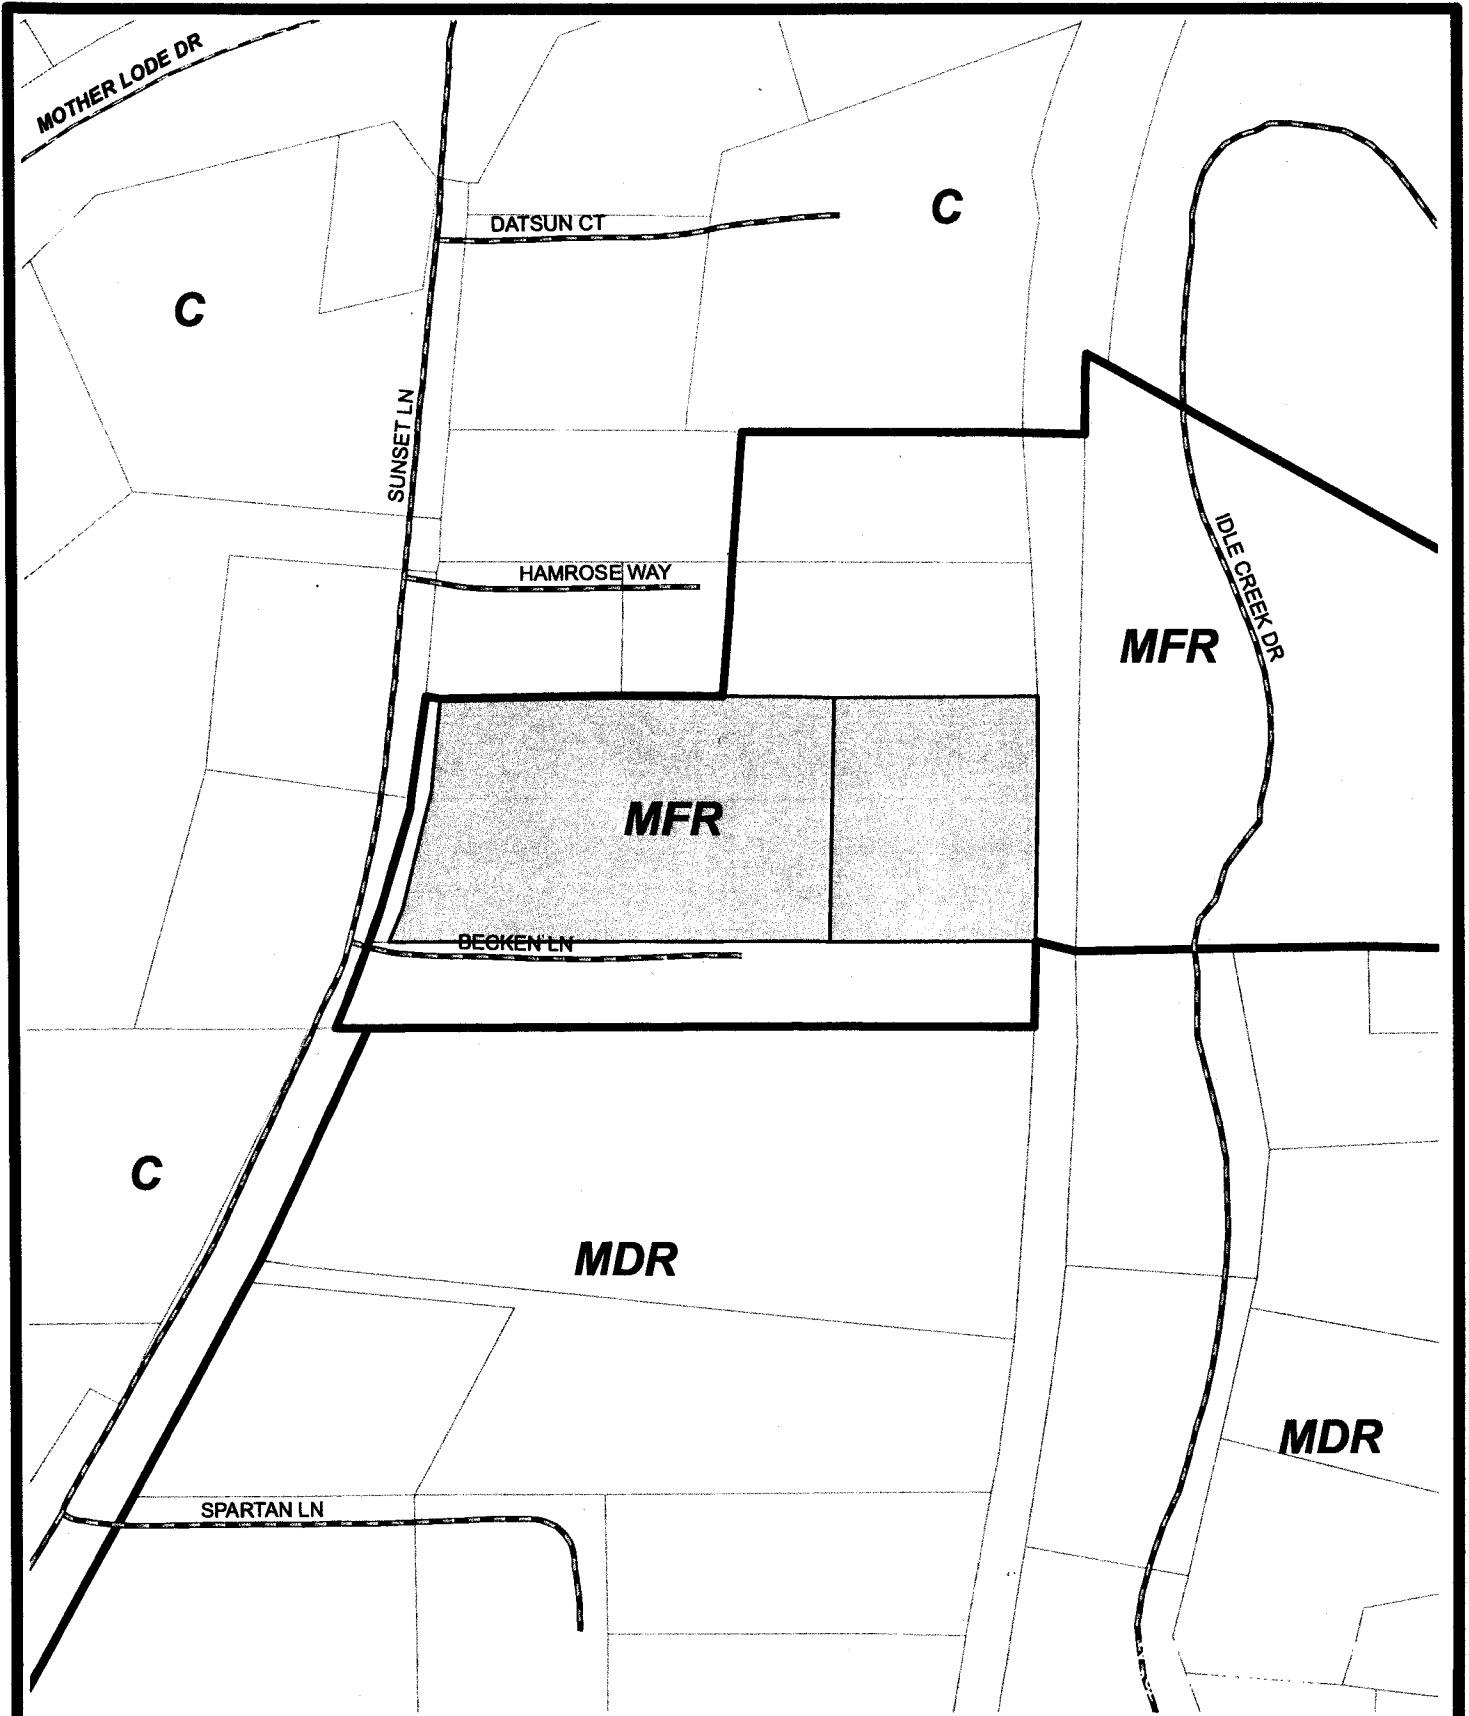 MOTHER LODE DR
C
DATSUN CT
C
SUNSET LN
IDLE CREEK DR
HAMROSE WAY
MFR
MFR
BECKEN LN
C
MDR
MDR
SPARTAN LN